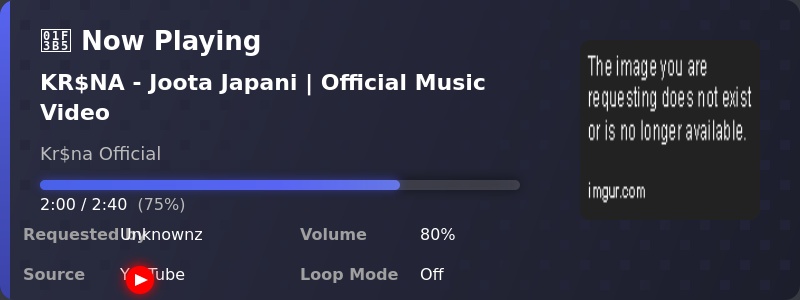 Now Playing
KR$NA - Joota Japani | Official Music
Video
Kr$na Official
2:00 / 2:40 (75%)
Requested by Unknownz Volume 80%
Source YouTube Loop Mode Off
The image you are
requesting does not exist
or is no longer available.
imgur.com